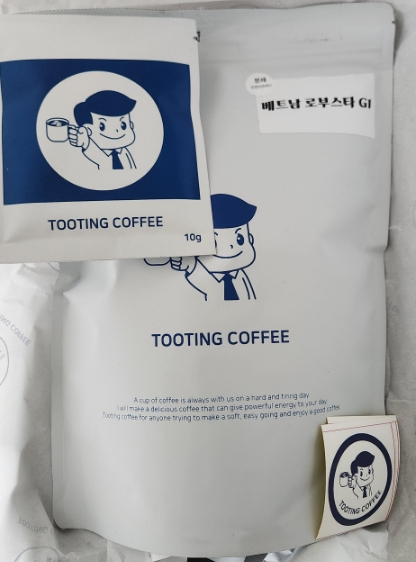 TOOTING COFFEE
10g
베트남 로부스타 G1
TOOTING COFFEE
A cup of coffee is always with us on a hard and tiring day
I will make a delicious coffee that can give powerful energy to your day
Tooting coffee for anyone trying to make a soft, easy going and enjoy a good coffee
TOOTING COFFEE